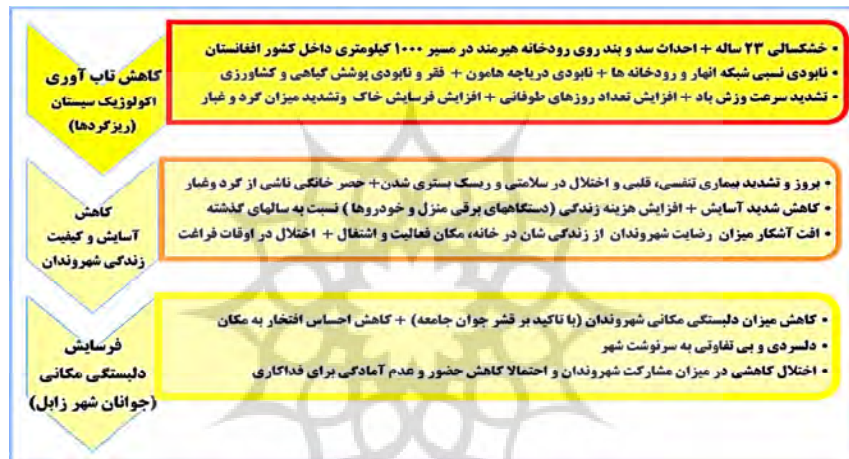 کاهش تاب آوری
اکولوژیک سیستان
(ریزگردها)
• خشکسالی ۲۳ ساله + احداث سد و بند روی رودخانه هیرمند در مسیر ۱۰۰۰ کیلومتری داخل کشور افغانستان
• نابودی نسبی شبکه انهار و رودخانه ها + نابودی دریاچه هامون + فقر و نابودی پوشش گیاهی و کشاورزی
• تشدید سرعت وزش باد + افزایش تعداد روزهای طوفانی + افزایش فرسایش خاک وتشدید میزان گرد و غبار
کاهش
آسایش و کیفیت
زندگی شهروندان
• بروز و تشدید بیماری تنفسی، قلبی و اختلال در سلامتی و ریسک بستری شدن+ حصر خانگی ناشی از گرد وغبار
• کاهش شدید آسایش + افزایش هزینه زندگی (دستگاههای برقی منزل و خودروها ) نسبت به سالهای گذشته
• افت آشکار میزان رضایت شهروندان از زندگی شان در خانه، مکان فعالیت و اشتغال + اختلال در اوقات فراغت
فرسایش
دلبستگی مکانی
(جوانان شهر زابل)
• کاهش میزان دلبستگی مکانی شهروندان (با تاکید بر قشر جوان جامعه) + کاهش احساس افتخار به مکان
• دلسردی و بی تفاوتی به سرنوشت شهر
• اختلال کاهشی در میزان مشارکت شهروندان و احتمالا کاهش حضور و عدم آمادگی برای فداکاری